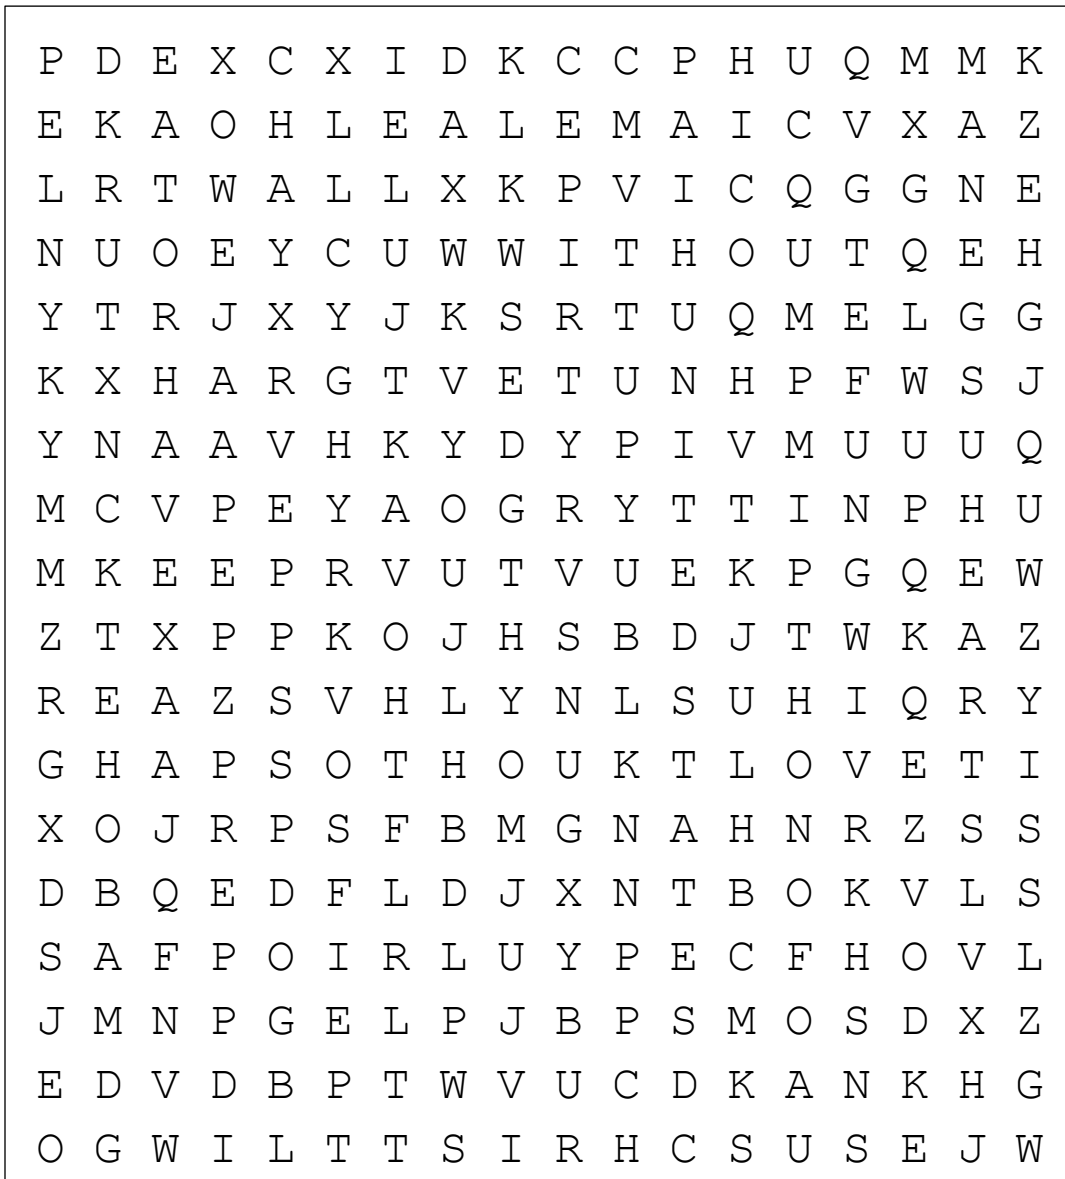 P D E X C X I D K C C P H U Q M M K
E K A O H L E A L E M A I C V X A Z
L R T W A L L X K P V I C Q G G N E
N U O E Y C U W W I T H O U T Q E H
Y T R J X Y J K S R T U Q M E L G G
K X H A R G T V E T U N H P F W S J
Y N A A V H K Y D Y P I V M U U U Q
M C V P E Y A O G R Y T T I N P H U
M K E E P R V U T V U E K P G Q E W
Z T X P P K O J H S B D J T W K A Z
R E A Z S V H L Y N L S U H I Q R Y
G H A P S O T H O U K T L O V E T I
X O J R P S F B M G N A H N R Z S S
D B Q E D F L D J X N T B O K V L S
S A F P O I R L U Y P E C F H O V L
J M N P G E L P J B P S M O S D X Z
E D V D B P T W V U C D K A N K H G
O G W I L T T S I R H C S U S E J W